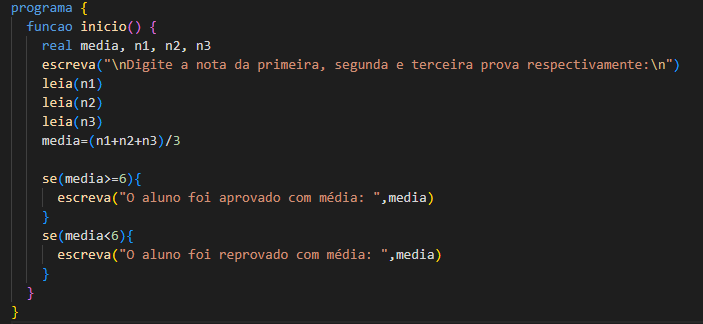 programa {
  funcao inicio() {
    real media, n1, n2, n3
    escreva("\nDigite a nota da primeira, segunda e terceira prova respectivamente:\n")
    leia(n1)
    leia(n2)
    leia(n3)
    media=(n1+n2+n3)/3

    se(media>=6){
      escreva("O aluno foi aprovado com média: ",media)
    }
    se(media<6){
      escreva("O aluno foi reprovado com média: ",media)
    }
  }
}